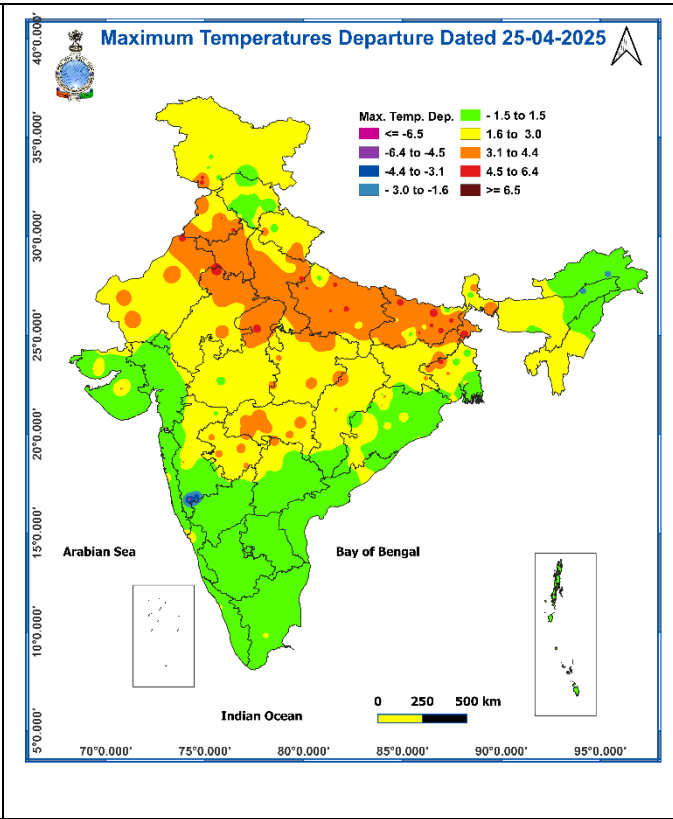 Maximum Temperatures Departure Dated 25-04-2025
Max. Temp. Dep.
<= -6.5
-6.4 to -4.5
-4.4 to -3.1
- 3.0 to -1.6
- 1.5 to 1.5
1.6 to 3.0
3.1 to 4.4
4.5 to 6.4
>= 6.5
40°0.000'
35°0.000'
30°0.000'
25°0.000'
20°0.000'
15°0.000'
10°0.000'
5°0.000'
Arabian Sea
Bay of Bengal
Indian Ocean
0 250 500 km
70°0.000' 75°0.000' 80°0.000' 85°0.000' 90°0.000' 95°0.000'